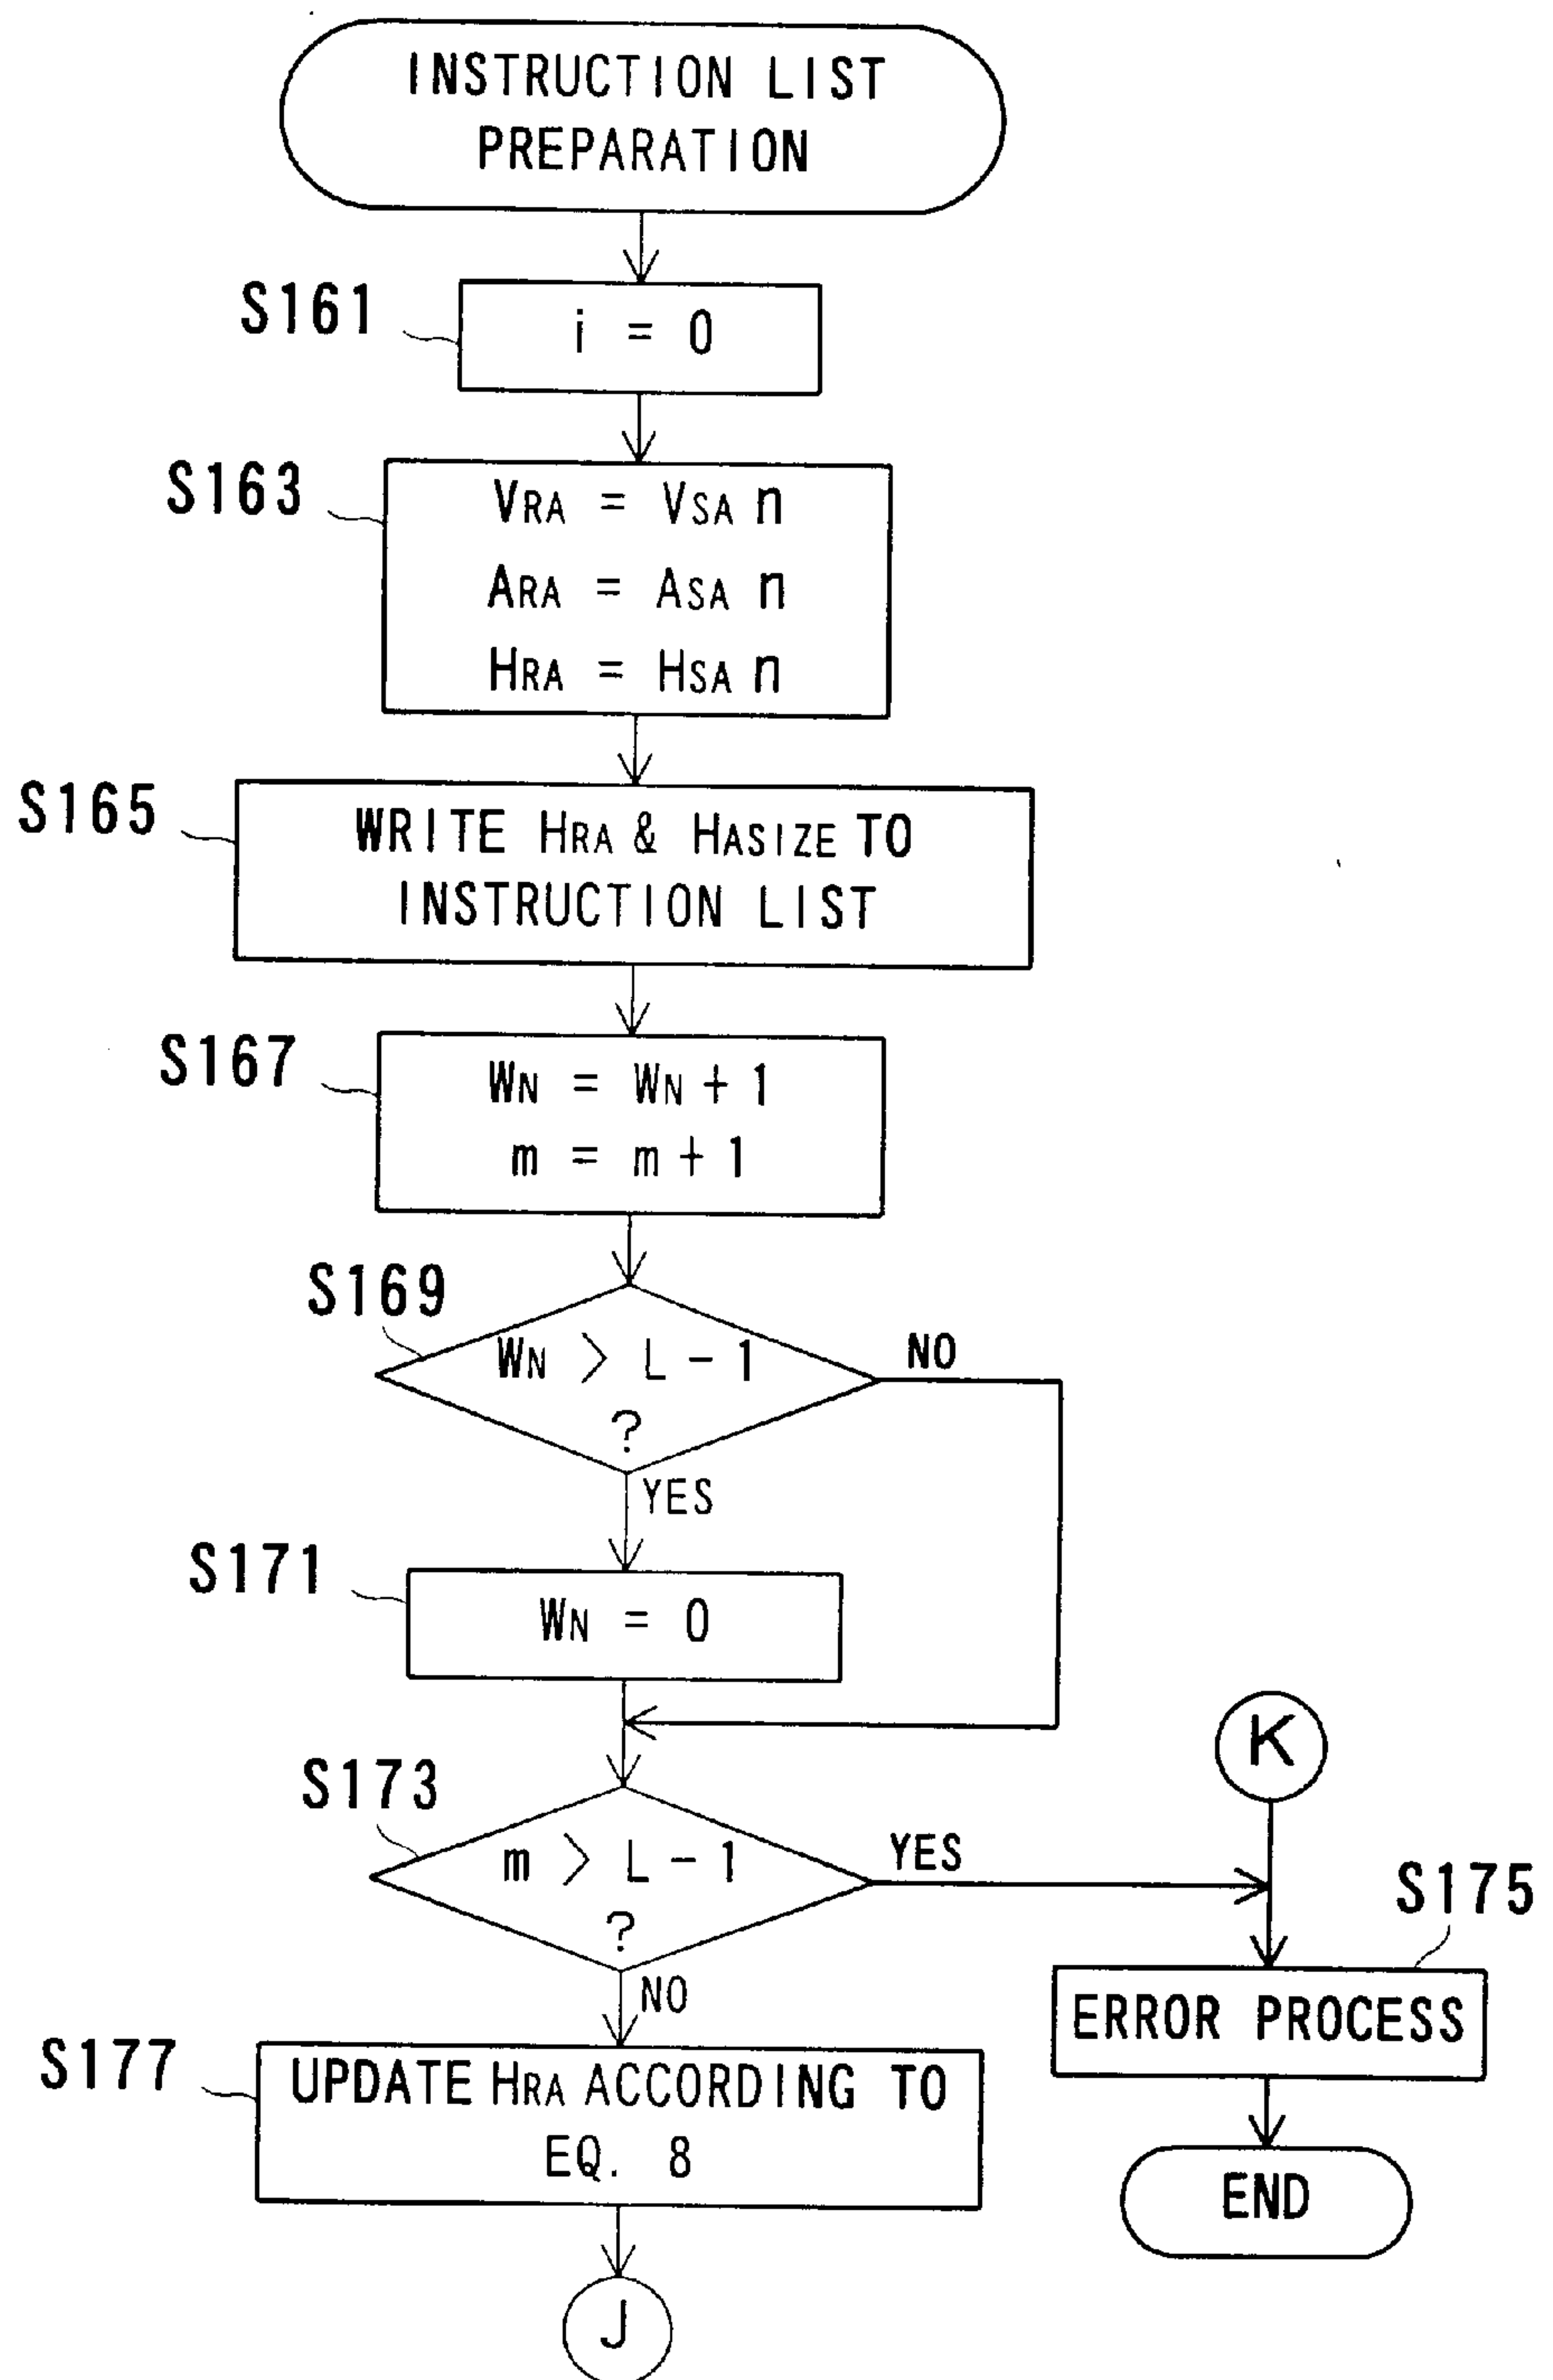 INSTRUCTION LIST
PREPARATION
S161
i = 0
S163
VRA = VSA n
ARA = ASA n
HRA = HSA n
S165
WRITE HRA & HASIZE TO
INSTRUCTION LIST
S167
WN = WN + 1
m = m + 1
S169
WN > L - 1
?
NO
YES
S171
WN = 0
K
S173
m > L - 1
?
YES
NO
S175
ERROR PROCESS
S177
UPDATE HRA ACCORDING TO
EQ. 8
END
J